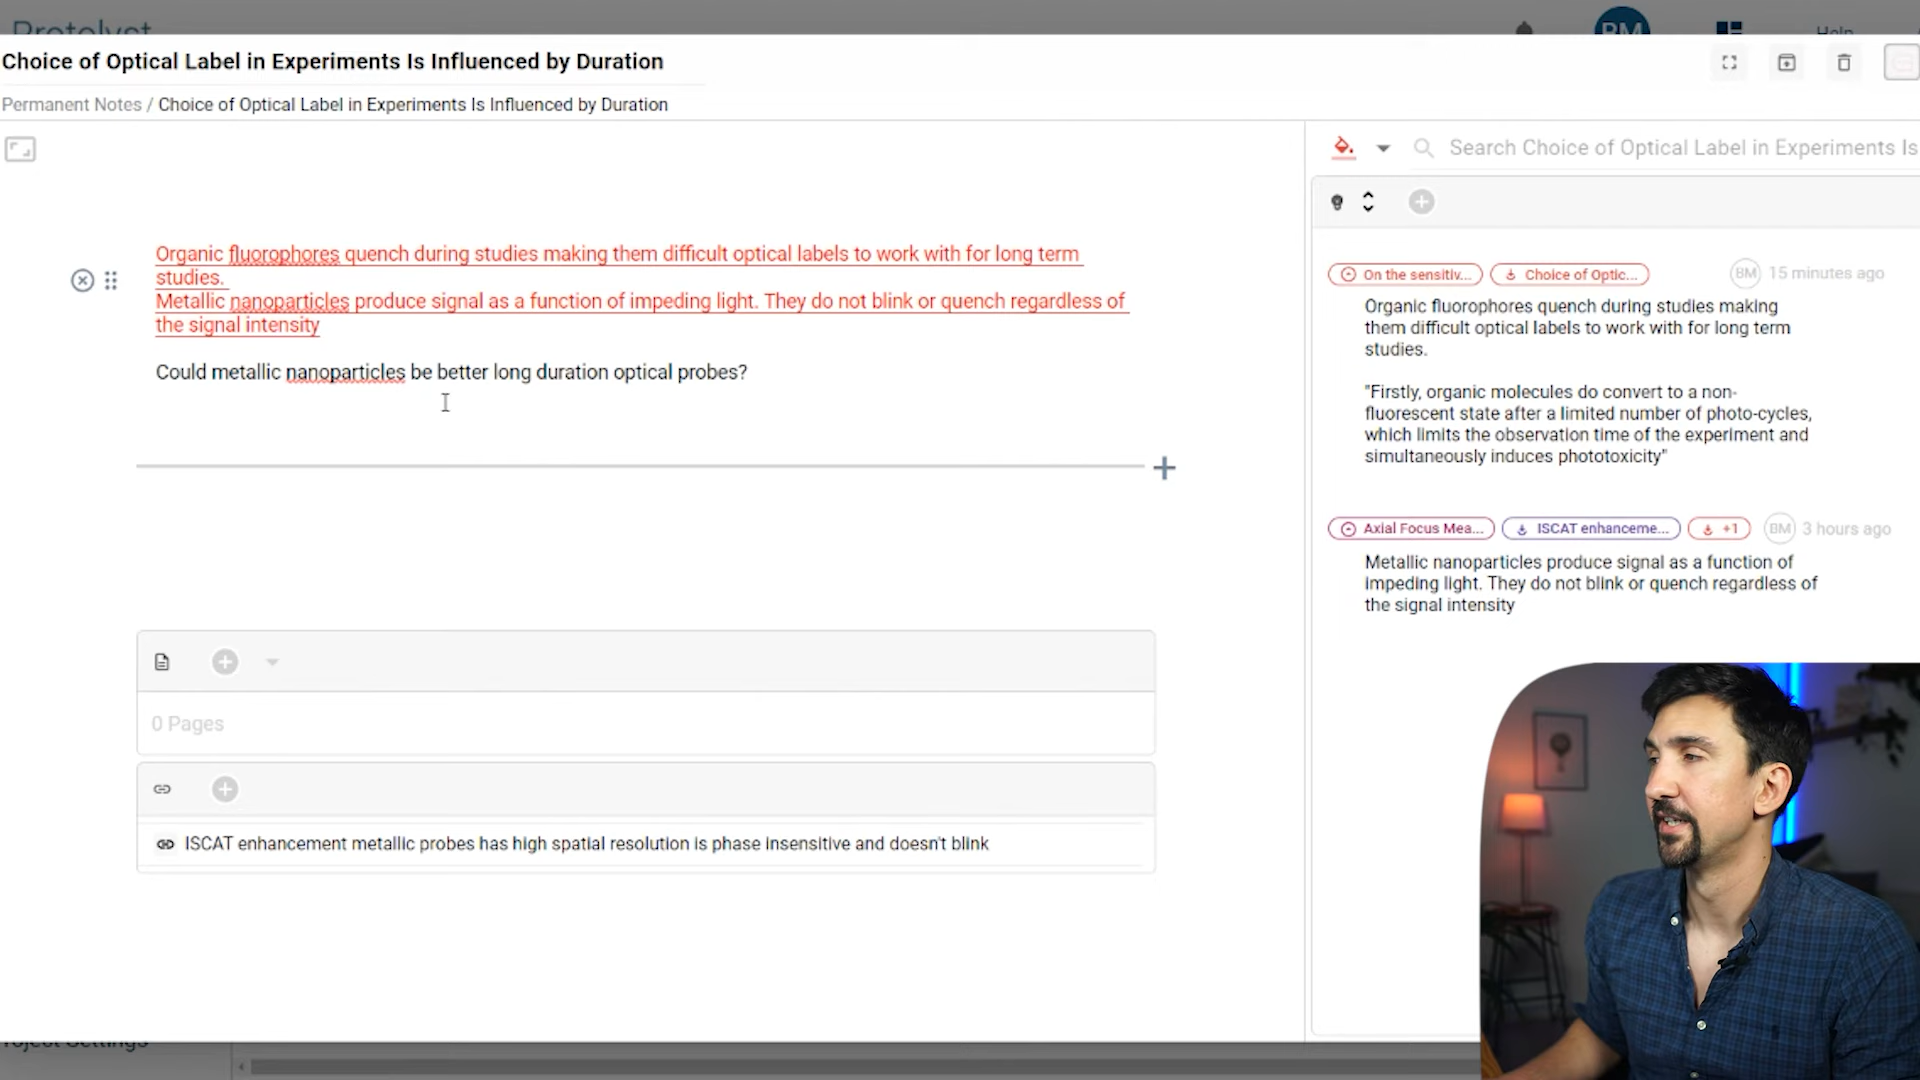 Protolyst
BM
Help
Choice of Optical Label in Experiments Is Influenced by Duration
Permanent Notes / Choice of Optical Label in Experiments Is Influenced by Duration
Search Choice of Optical Label in Experiments Is
Organic fluorophores quench during studies making them difficult optical labels to work with for long term
studies.
Metallic nanoparticles produce signal as a function of impeding light. They do not blink or quench regardless of
the signal intensity
Could metallic nanoparticles be better long duration optical probes?
0 Pages
ISCAT enhancement metallic probes has high spatial resolution is phase insensitive and doesn't blink
On the sensitiv...
Choice of Optic...
BM
15 minutes ago
Organic fluorophores quench during studies making
them difficult optical labels to work with for long term
studies.
"Firstly, organic molecules do convert to a non-
fluorescent state after a limited number of photo-cycles,
which limits the observation time of the experiment and
simultaneously induces phototoxicity"
Axial Focus Mea...
ISCAT enhanceme...
+1
BM
3 hours ago
Metallic nanoparticles produce signal as a function of
impeding light. They do not blink or quench regardless of
the signal intensity
roject Settings